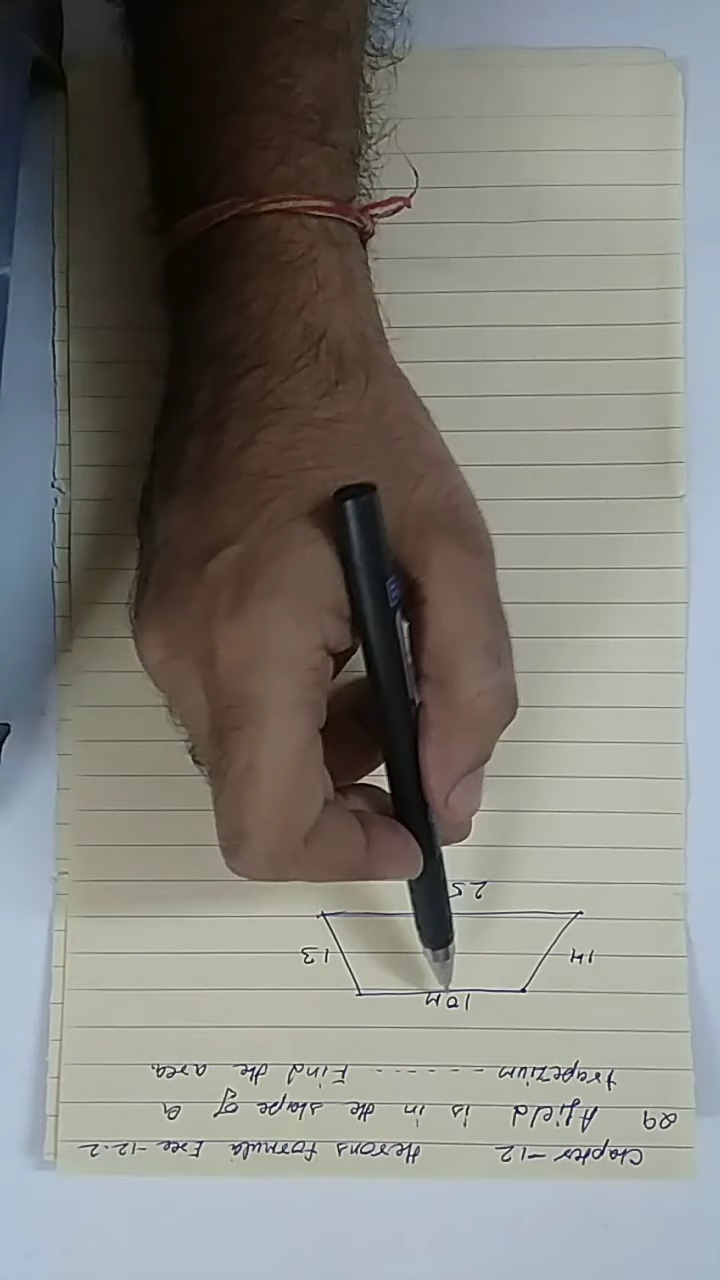 Chapter -12 Herons formula Exe -12.2
Q9 A field is in the shape of a
trapezium ------ Find the area
10M
14 13
25